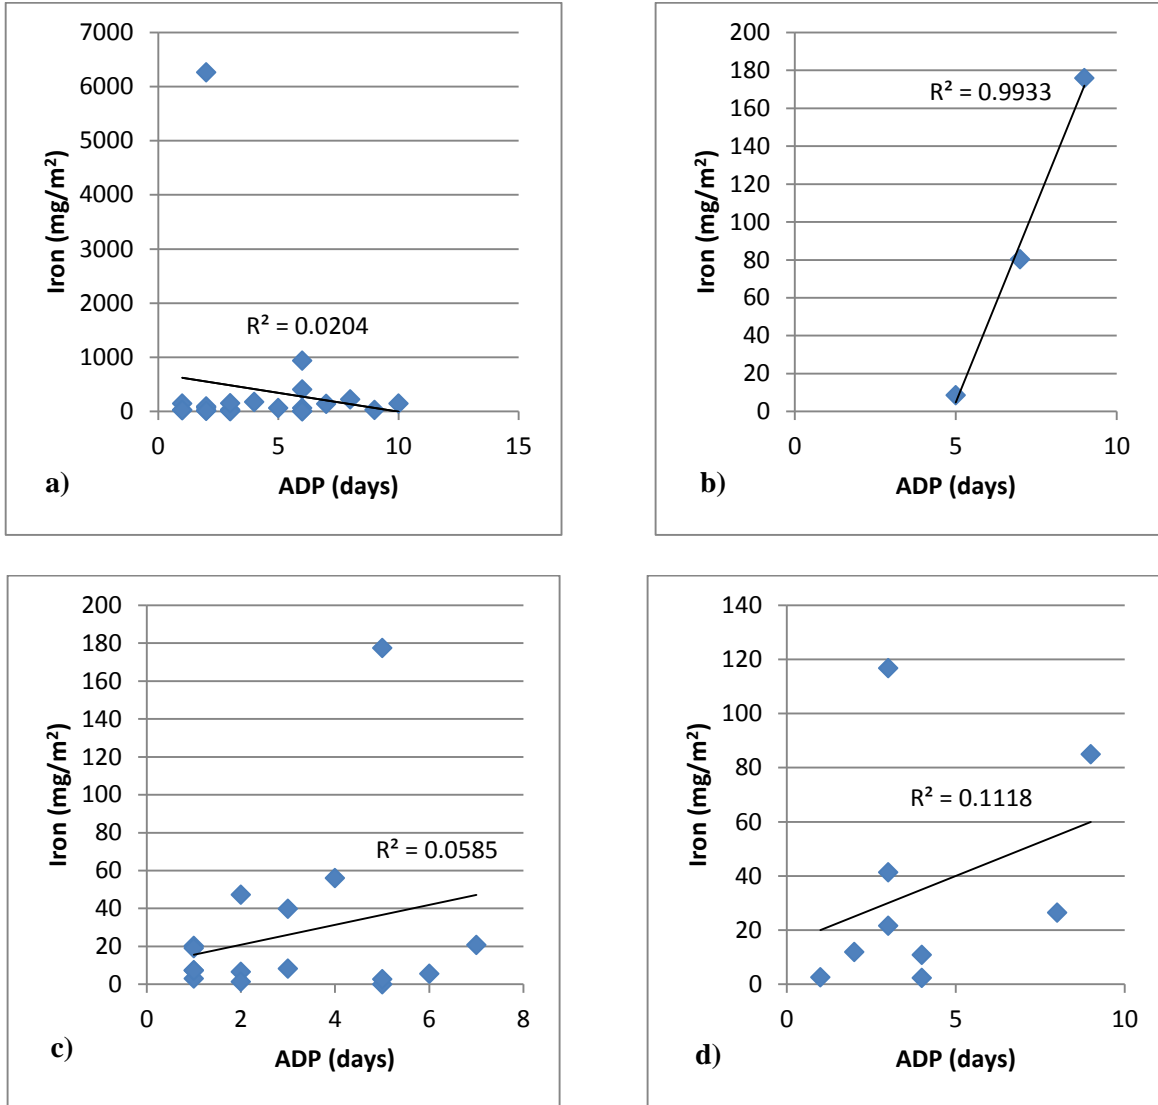 7000
6000
5000
4000
3000
2000
1000
0
Iron (mg/m²)
R² = 0.0204
0 5 10 15
ADP (days)
a)
200
180
160
140
120
100
80
60
40
20
0
Iron (mg/m²)
R² = 0.9933
0 5 10
ADP (days)
b)
200
180
160
140
120
100
80
60
40
20
0
Iron (mg/m²)
R² = 0.0585
0 2 4 6 8
ADP (days)
c)
140
120
100
80
60
40
20
0
Iron (mg/m²)
R² = 0.1118
0 5 10
ADP (days)
d)